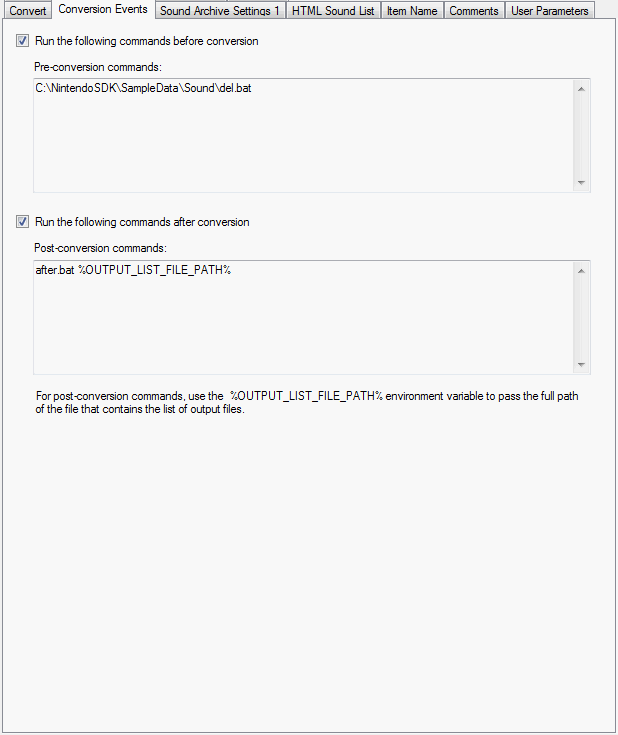 Convert Conversion Events Sound Archive Settings 1 HTML Sound List Item Name Comments User Parameters
Run the following commands before conversion
Pre-conversion commands:
C:\NintendoSDK\SampleData\Sound\del.bat
Run the following commands after conversion
Post-conversion commands:
after.bat %OUTPUT_LIST_FILE_PATH%
For post-conversion commands, use the %OUTPUT_LIST_FILE_PATH% environment variable to pass the full path
of the file that contains the list of output files.